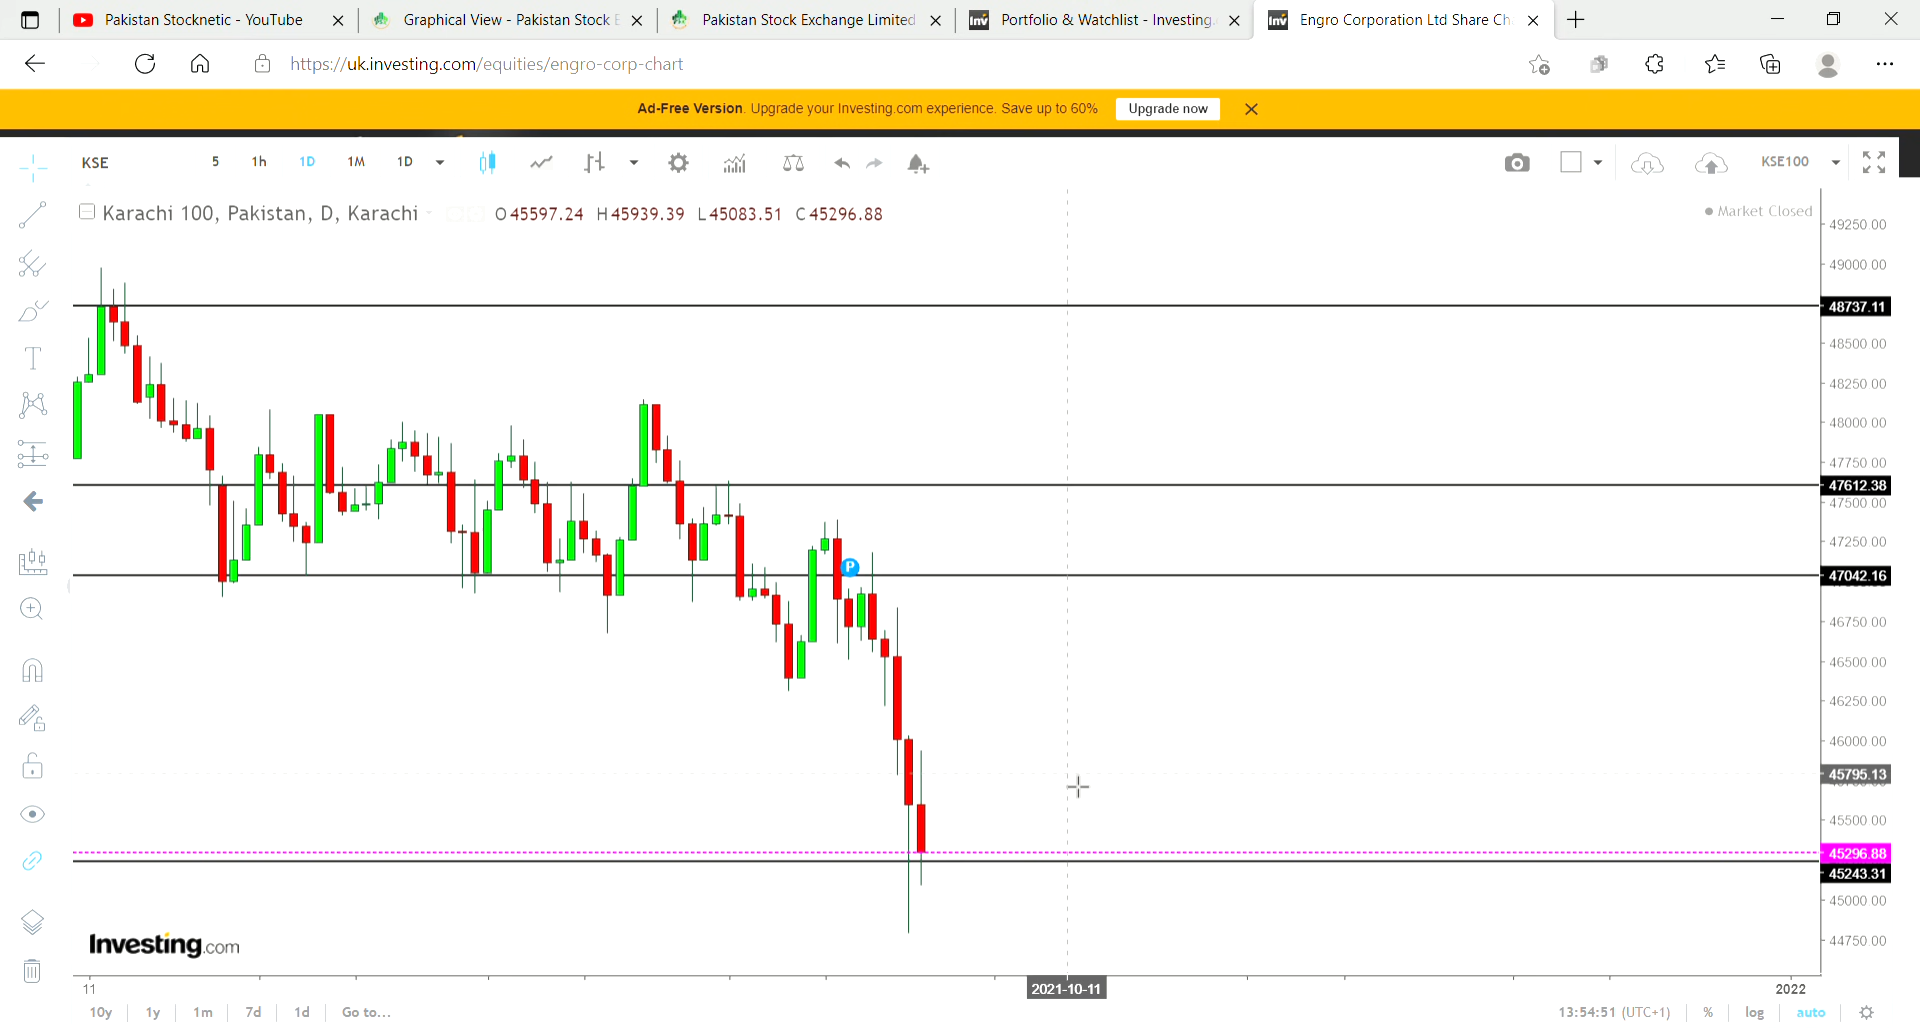 Pakistan Stocknetic - YouTube
Graphical View - Pakistan Stock E
Pakistan Stock Exchange Limited
Inv Portfolio & Watchlist - Investing.
Inv Engro Corporation Ltd Share Ch
https://uk.investing.com/equities/engro-corp-chart
Ad-Free Version. Upgrade your Investing.com experience. Save up to 60% Upgrade now
KSE 5 1h 1D 1M 1D KSE100
Karachi 100, Pakistan, D, Karachi O 45597.24 H 45939.39 L 45083.51 C 45296.88
Market Closed
49250.00
49000.00
48737.11
48500.00
48250.00
48000.00
47750.00
47612.38
47500.00
47250.00
P
47042.16
46750.00
46500.00
46250.00
46000.00
45795.13
45500.00
45296.88
45243.31
45000.00
44750.00
Investing.com
11 2021-10-11 2022
10y 1y 1m 7d 1d Go to... 13:54:51 (UTC+1) % log auto